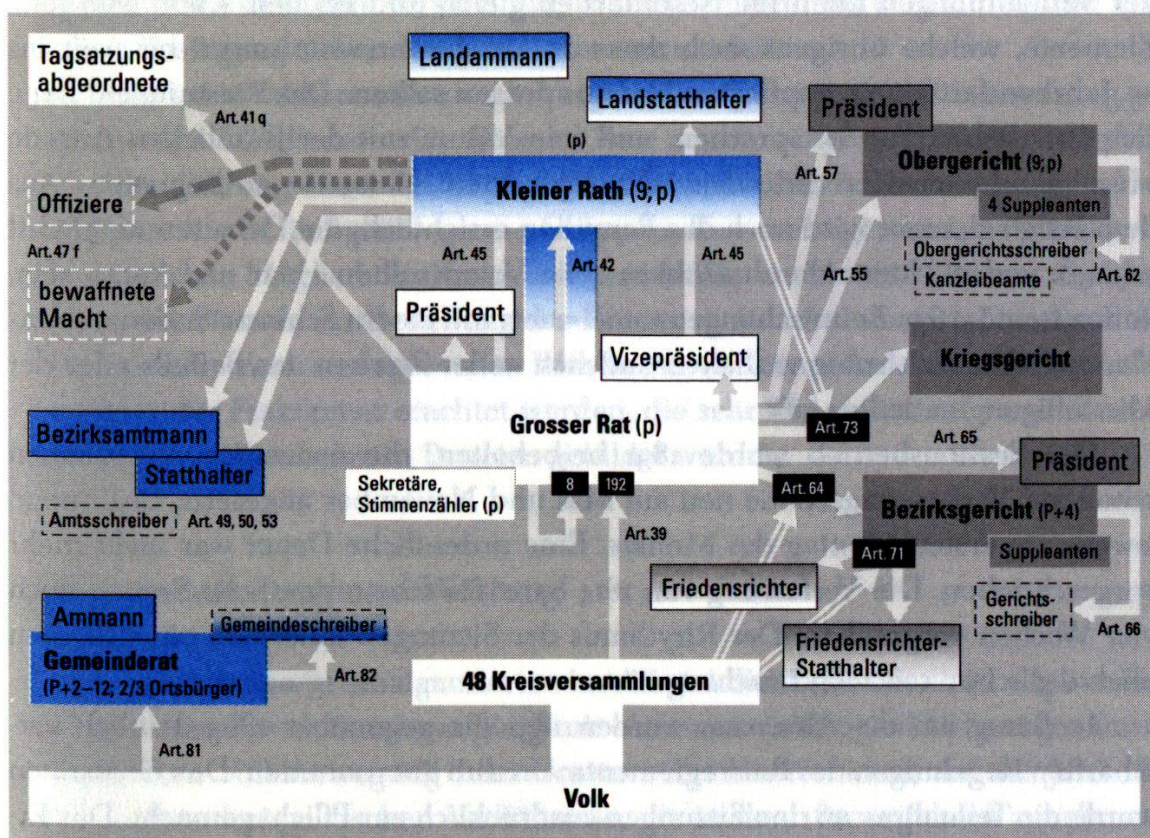 Tagsatzungs-
abgeordnete
Landammann
Landstatthalter
Präsident
Art. 41 q
(p)
Obergericht (9; p)
Kleiner Rath (9; p)
Art. 57
Offiziere
4 Suppleanten
Art. 47 f
Art. 45
Art. 42
Art. 45
Obergerichtsschreiber
Art. 62
Kanzleibeamte
Art. 55
bewaffnete
Macht
Präsident
Vizepräsident
Kriegsgericht
Grosser Rat (p)
Art. 73
Bezirksamtmann
Art. 65
Statthalter
Präsident
Sekretäre,
Stimmenzähler (p)
8
192
Art. 64
Bezirksgericht (P+4)
Amtsschreiber
Art. 49, 50, 53
Art. 39
Art. 71
Suppleanten
Friedensrichter
Ammann
Gemeindeschreiber
Gerichts-
schreiber
Art. 66
Friedensrichter-
Statthalter
Gemeinderat
(P+2–12; 2/3 Ortsbürger)
Art. 82
48 Kreisversammlungen
Art. 81
Volk